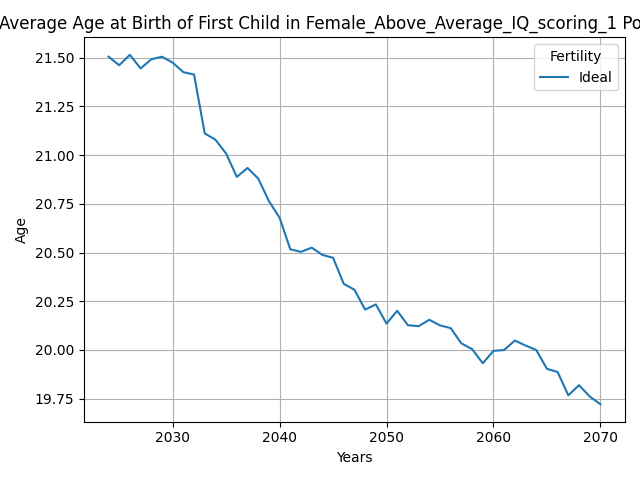 Average Age at Birth of First Child in Female_Above_Average_IQ_scoring_1
Fertility
Ideal
21.50
21.25
21.00
20.75
20.50
20.25
20.00
19.75
Age
2030 2040 2050 2060 2070
Years